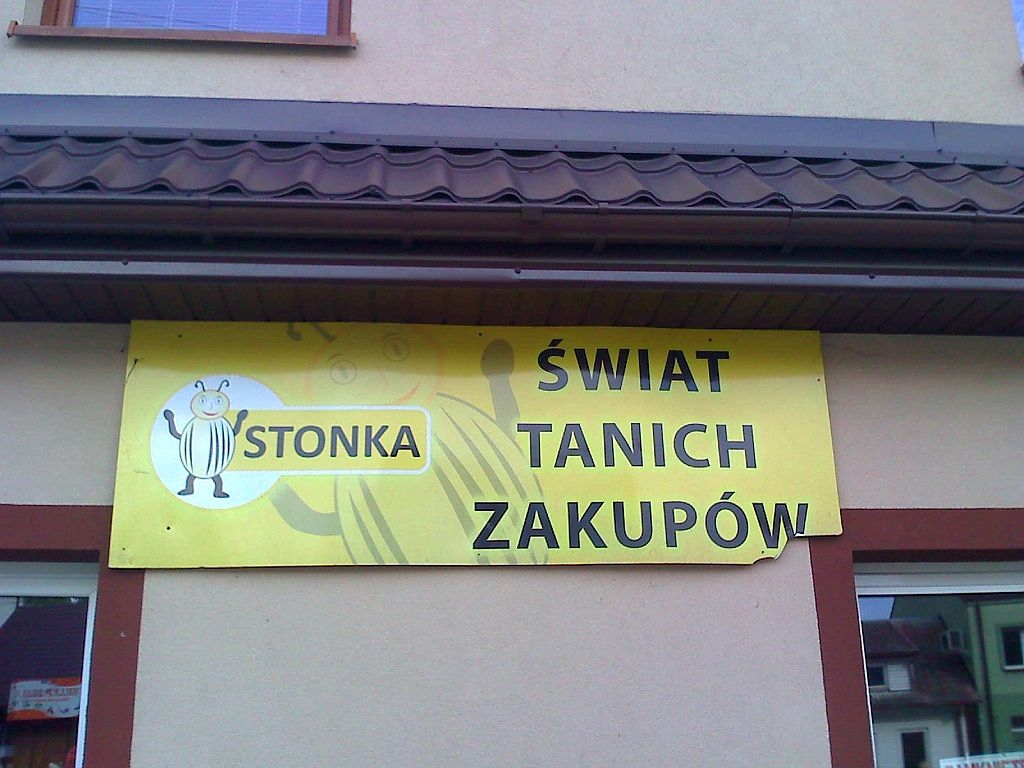 STONKA
ŚWIAT
TANICH
ZAKUPÓW